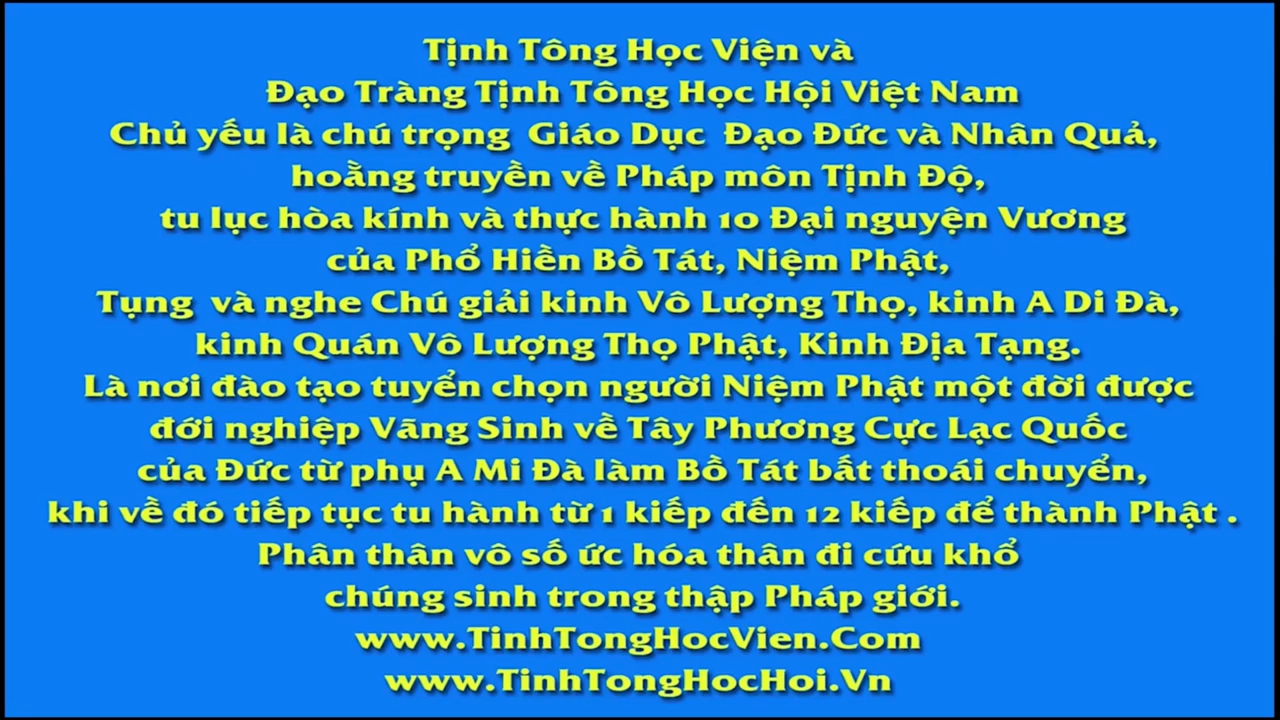 Tịnh Tông Học Viện và
Đạo Tràng Tịnh Tông Học Hội Việt Nam
Chủ yếu là chú trọng Giáo Dục Đạo Đức và Nhân Quả,
hoằng truyền về Pháp môn Tịnh Độ,
tu lục hòa kính và thực hành 10 Đại nguyện Vương
của Phổ Hiền Bồ Tát, Niệm Phật,
Tụng và nghe Chú giải kinh Vô Lượng Thọ, kinh A Di Đà,
kinh Quán Vô Lượng Thọ Phật, Kinh Địa Tạng.
Là nơi đào tạo tuyển chọn người Niệm Phật một đời được
đới nghiệp Vãng Sinh về Tây Phương Cực Lạc Quốc
của Đức từ phụ A Mi Đà làm Bồ Tát bất thoái chuyển,
khi về đó tiếp tục tu hành từ 1 kiếp đến 12 kiếp để thành Phật .
Phân thân vô số ức hóa thân đi cứu khổ
chúng sinh trong thập Pháp giới.
www.TinhTongHocVien.Com
www.TinhTongHocHoi.Vn